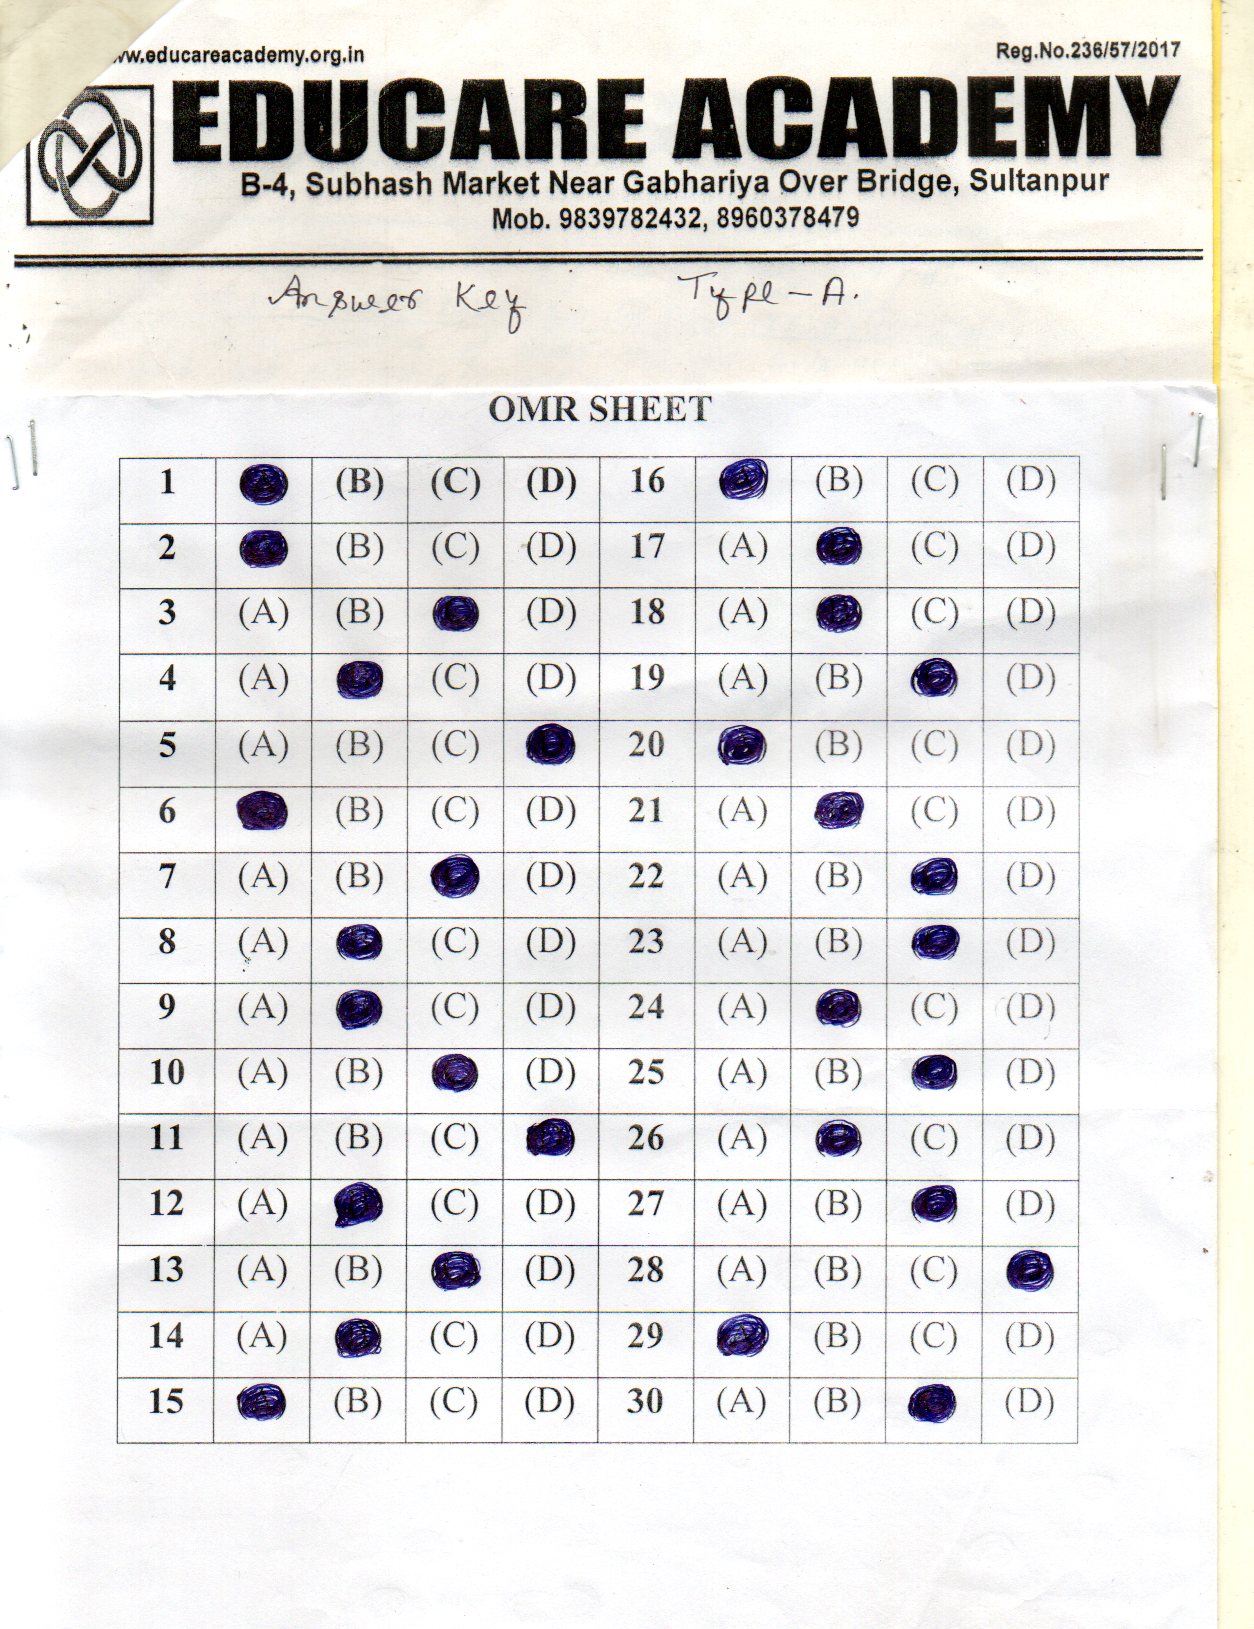 ww.educareacademy.org.in Reg.No.236/57/2017
EDUCARE ACADEMY
B-4, Subhash Market Near Gabhariya Over Bridge, Sultanpur
Mob. 9839782432, 8960378479
Answer Key Type-A.
OMR SHEET
1 (B) (C) (D) 16 (B) (C) (D)
2 (B) (C) (D) 17 (A) (C) (D)
3 (A) (B) (D) 18 (A) (C) (D)
4 (A) (C) (D) 19 (A) (B) (D)
5 (A) (B) (C) 20 (B) (C) (D)
6 (B) (C) (D) 21 (A) (C) (D)
7 (A) (B) (D) 22 (A) (B) (D)
8 (A) (C) (D) 23 (A) (B) (D)
9 (A) (C) (D) 24 (A) (C) (D)
10 (A) (B) (D) 25 (A) (B) (D)
11 (A) (B) (C) 26 (A) (C) (D)
12 (A) (C) (D) 27 (A) (B) (D)
13 (A) (B) (D) 28 (A) (B) (C)
14 (A) (C) (D) 29 (B) (C) (D)
15 (B) (C) (D) 30 (A) (B) (D)